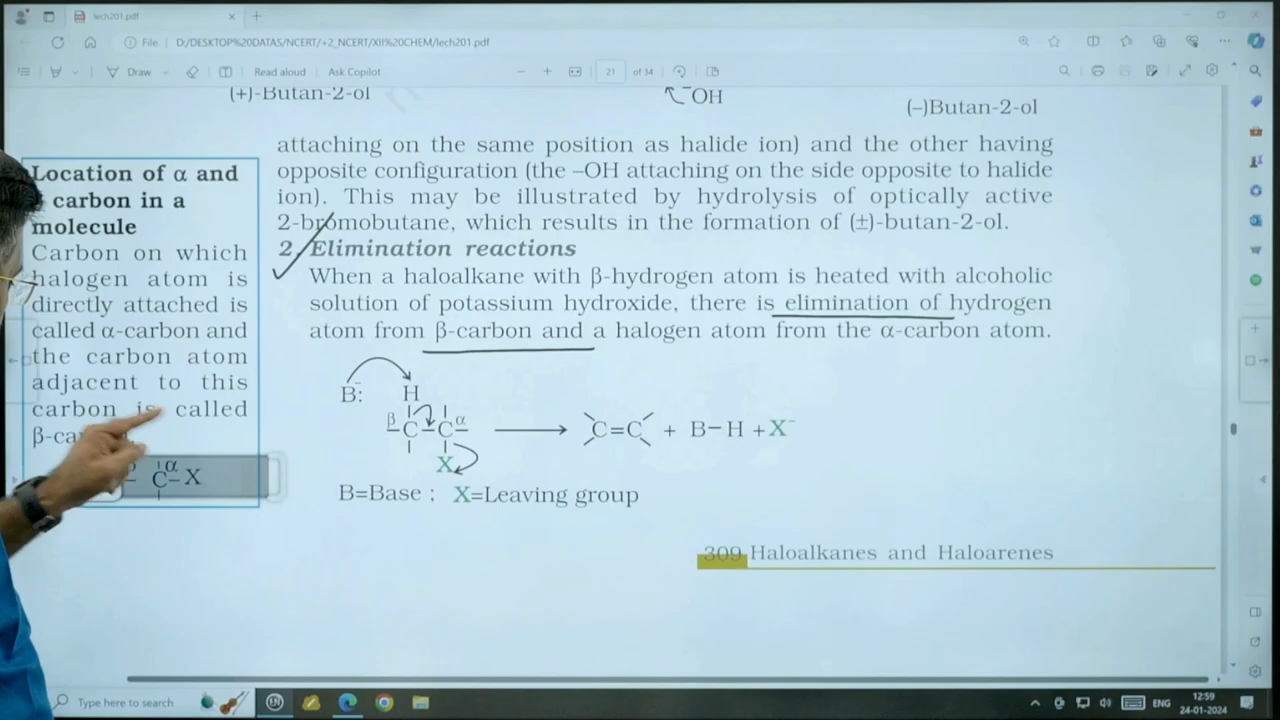 lech201.pdf
File
D:/DESKTOP%20DATAS/NCERT/+2_NCERT/XII%20CHEM/lech201.pdf
Draw
Read aloud
Ask Copilot
21
of 34
(+)-Butan-2-ol
⁻OH
(–)Butan-2-ol
attaching on the same position as halide ion) and the other having
opposite configuration (the –OH attaching on the side opposite to halide
ion). This may be illustrated by hydrolysis of optically active
2-bromobutane, which results in the formation of (±)-butan-2-ol.
2. Elimination reactions
When a haloalkane with β-hydrogen atom is heated with alcoholic
solution of potassium hydroxide, there is elimination of hydrogen
atom from β-carbon and a halogen atom from the α-carbon atom.
Location of α and
carbon in a
molecule
Carbon on which
halogen atom is
directly attached is
called α-carbon and
the carbon atom
adjacent to this
carbon is called
β-ca
C α X
B:⁻ H
β C C α
X
C=C + B–H + X⁻
B=Base ; X=Leaving group
309 Haloalkanes and Haloarenes
Type here to search
ENG
12:59
24-01-2024